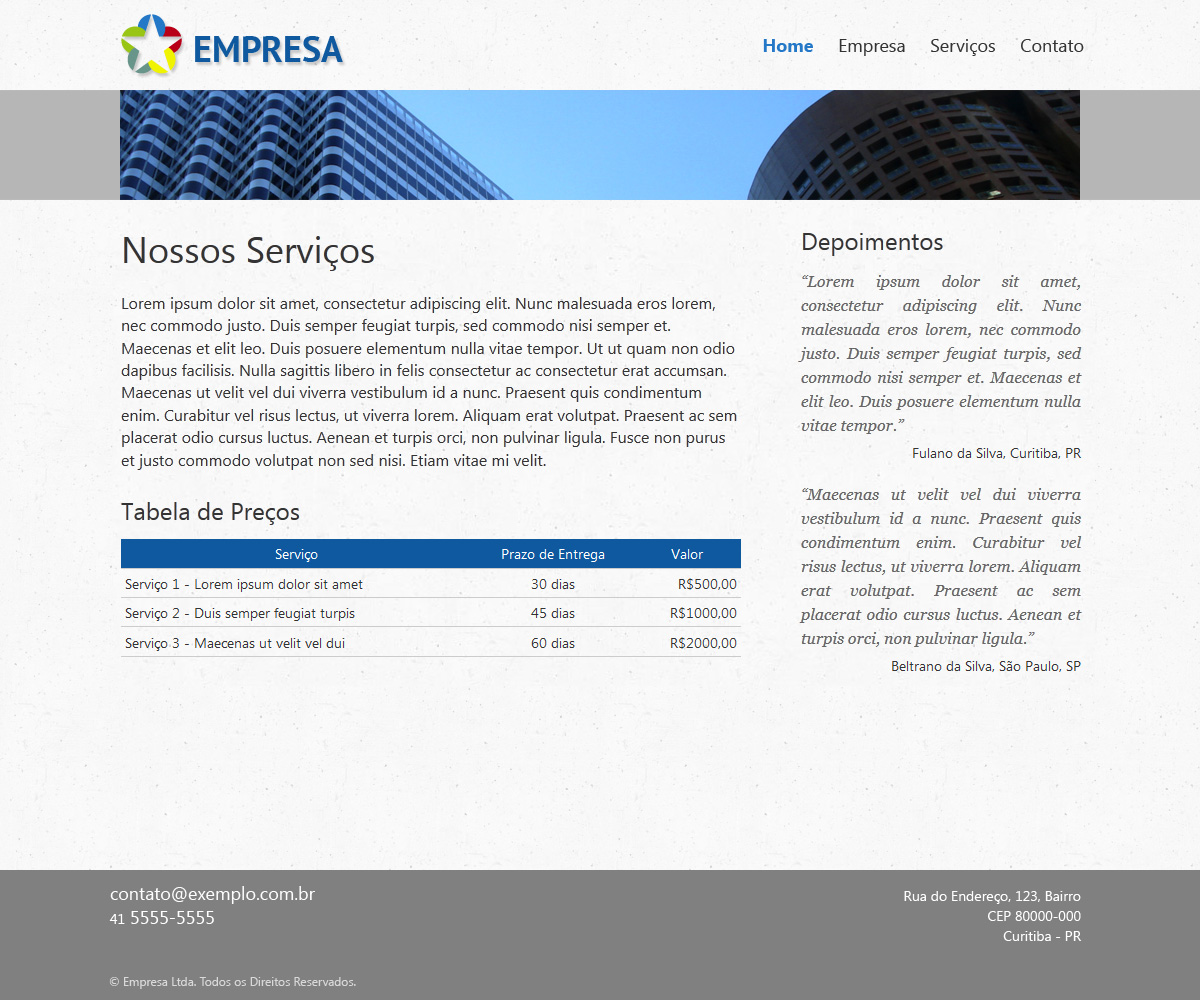 EMPRESA
Home Empresa Serviços Contato
Nossos Serviços
Lorem ipsum dolor sit amet, consectetur adipiscing elit. Nunc malesuada eros lorem,
nec commodo justo. Duis semper feugiat turpis, sed commodo nisi semper et.
Maecenas et elit leo. Duis posuere elementum nulla vitae tempor. Ut ut quam non odio
dapibus facilisis. Nulla sagittis libero in felis consectetur ac consectetur erat accumsan.
Maecenas ut velit vel dui viverra vestibulum id a nunc. Praesent quis condimentum
enim. Curabitur vel risus lectus, ut viverra lorem. Aliquam erat volutpat. Praesent ac sem
placerat odio cursus luctus. Aenean et turpis orci, non pulvinar ligula. Fusce non purus
et justo commodo volutpat non sed nisi. Etiam vitae mi velit.
Tabela de Preços
Serviço Prazo de Entrega Valor
Serviço 1 - Lorem ipsum dolor sit amet 30 dias R$500,00
Serviço 2 - Duis semper feugiat turpis 45 dias R$1000,00
Serviço 3 - Maecenas ut velit vel dui 60 dias R$2000,00
Depoimentos
“Lorem ipsum dolor sit amet,
consectetur adipiscing elit. Nunc
malesuada eros lorem, nec commodo
justo. Duis semper feugiat turpis, sed
commodo nisi semper et. Maecenas et
elit leo. Duis posuere elementum nulla
vitae tempor.”
Fulano da Silva, Curitiba, PR
“Maecenas ut velit vel dui viverra
vestibulum id a nunc. Praesent quis
condimentum enim. Curabitur vel
risus lectus, ut viverra lorem. Aliquam
erat volutpat. Praesent ac sem
placerat odio cursus luctus. Aenean et
turpis orci, non pulvinar ligula.”
Beltrano da Silva, São Paulo, SP
contato@exemplo.com.br
41 5555-5555
Rua do Endereço, 123, Bairro
CEP 80000-000
Curitiba - PR
© Empresa Ltda. Todos os Direitos Reservados.